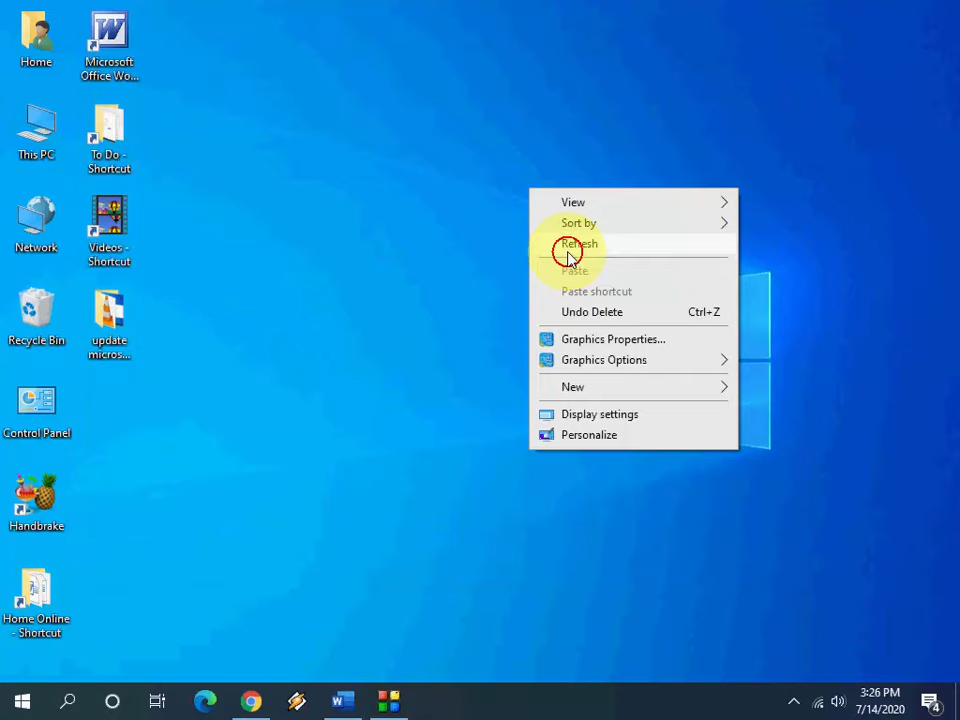 Home
Microsoft
Office Wo...
This PC
To Do -
Shortcut
Network
Videos -
Shortcut
Recycle Bin
update
micros...
Control Panel
Handbrake
Home Online
- Shortcut
View
Sort by
Refresh
Paste
Paste shortcut
Undo Delete Ctrl+Z
Graphics Properties...
Graphics Options
New
Display settings
Personalize
3:26 PM
7/14/2020
4